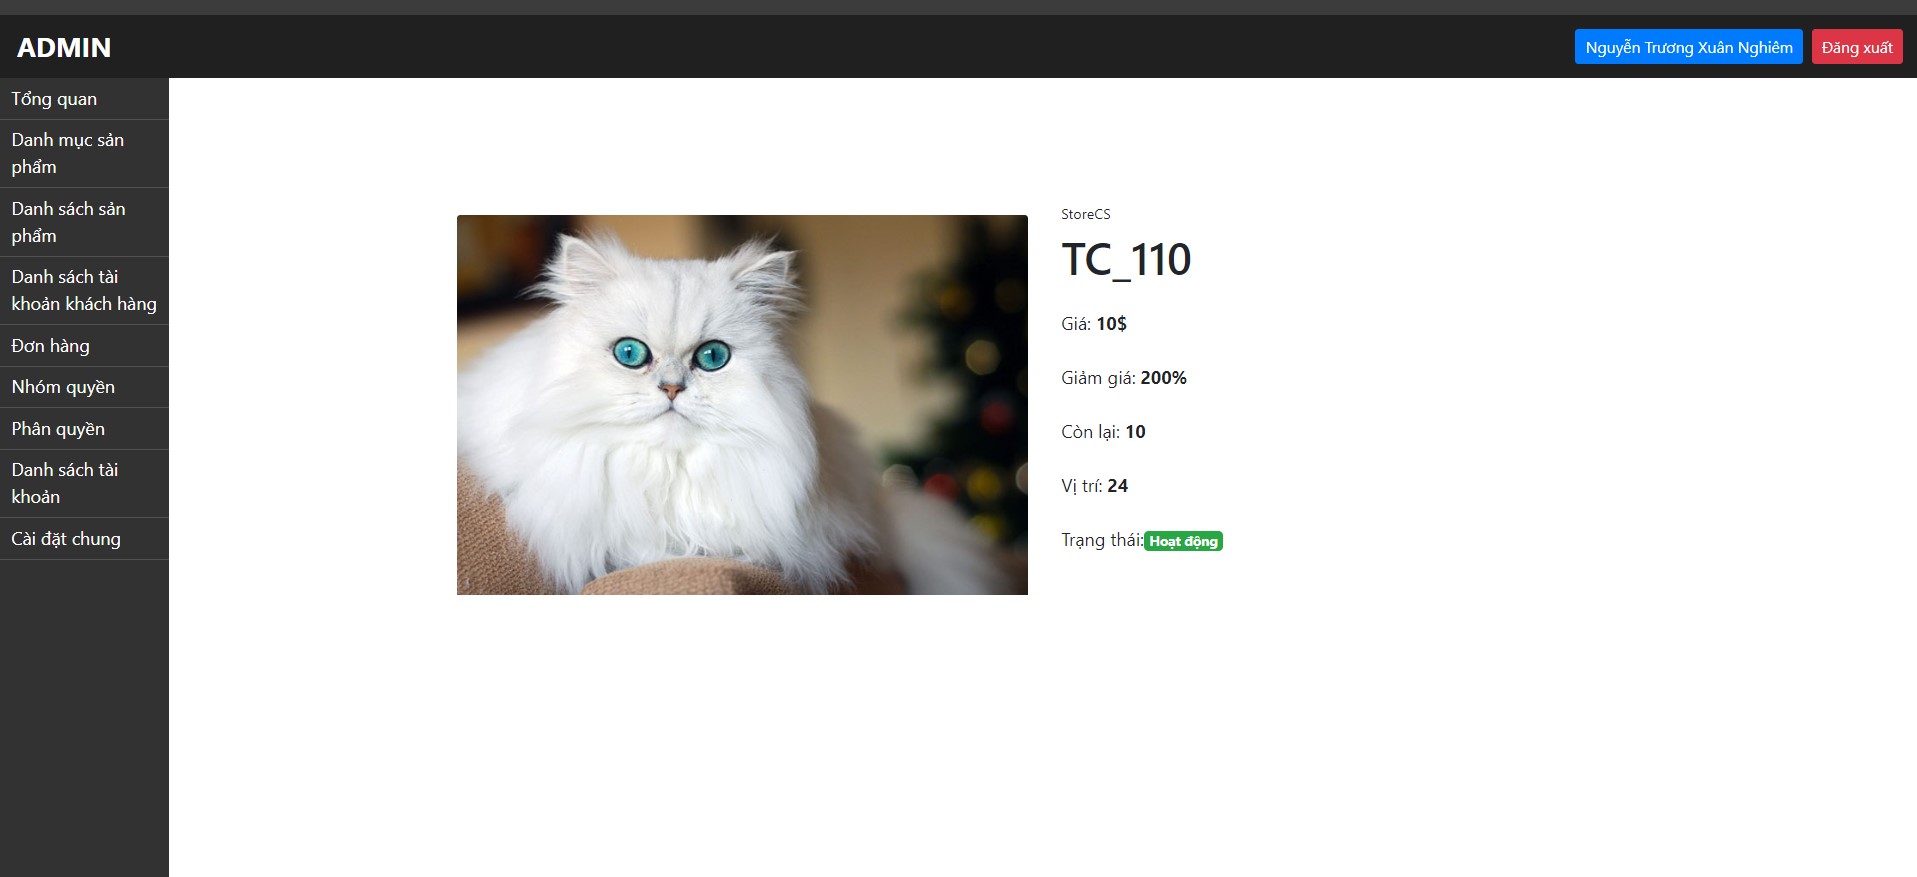 ADMIN
Nguyễn Trương Xuân Nghiêm
Đăng xuất
Tổng quan
Danh mục sản
phẩm
Danh sách sản
phẩm
Danh sách tài
khoản khách hàng
Đơn hàng
Nhóm quyền
Phân quyền
Danh sách tài
khoản
Cài đặt chung
StoreCS
TC_110
Giá: 10$
Giảm giá: 200%
Còn lại: 10
Vị trí: 24
Trạng thái:Hoạt động